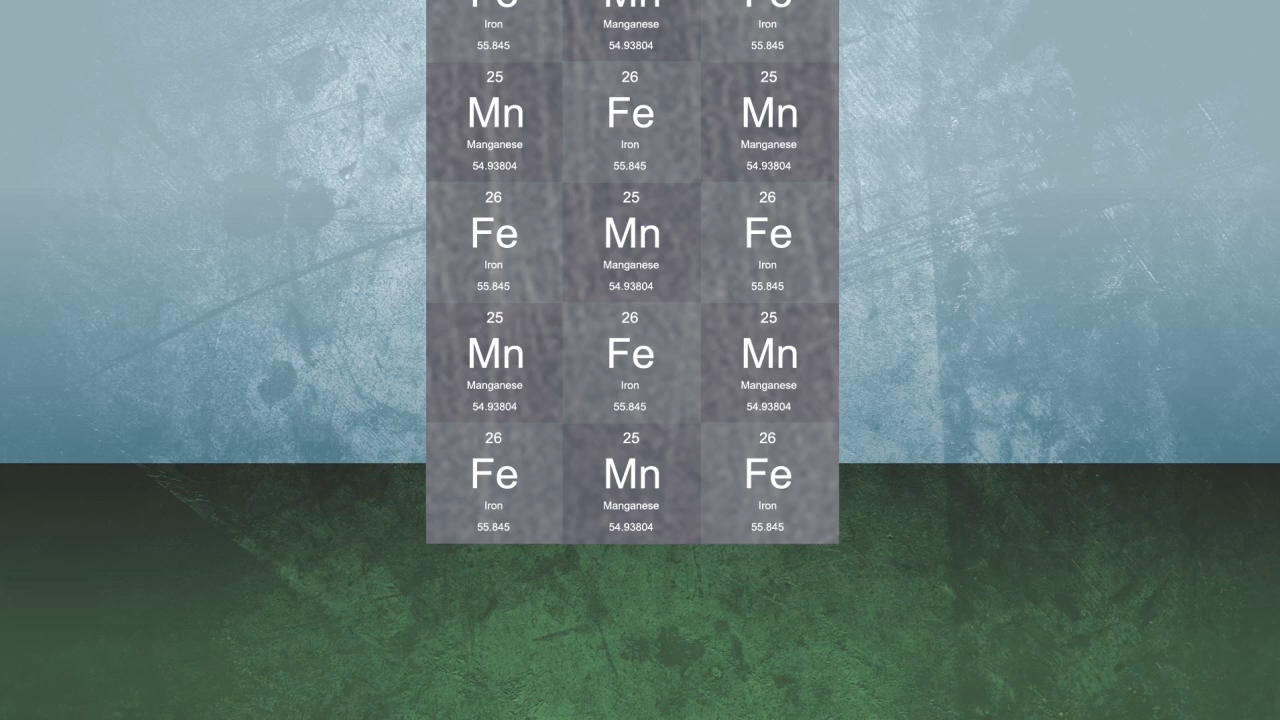 Fe Mn Fe
Iron Manganese Iron
55.845 54.93804 55.845
25 26 25
Mn Fe Mn
Manganese Iron Manganese
54.93804 55.845 54.93804
26 25 26
Fe Mn Fe
Iron Manganese Iron
55.845 54.93804 55.845
25 26 25
Mn Fe Mn
Manganese Iron Manganese
54.93804 55.845 54.93804
26 25 26
Fe Mn Fe
Iron Manganese Iron
55.845 54.93804 55.845